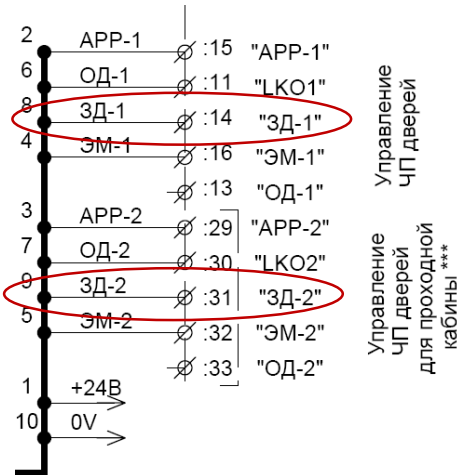 2 АРР-1 :15 "АРР-1"
6 ОД-1 :11 "LKO1"
8 ЗД-1 :14 "ЗД-1"
4 ЭМ-1 :16 "ЭМ-1"
:13 "ОД-1"
Управление
ЧП дверей
3 АРР-2 :29 "АРР-2"
7 ОД-2 :30 "LKO2"
9 ЗД-2 :31 "ЗД-2"
5 ЭМ-2 :32 "ЭМ-2"
:33 "ОД-2"
Управление
ЧП дверей
для проходной
кабины ***
1 +24В
10 0V